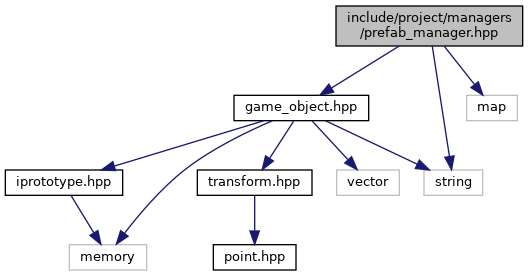 include/project/managers
/prefab_manager.hpp
game_object.hpp
map
iprototype.hpp
transform.hpp
vector
string
memory
point.hpp